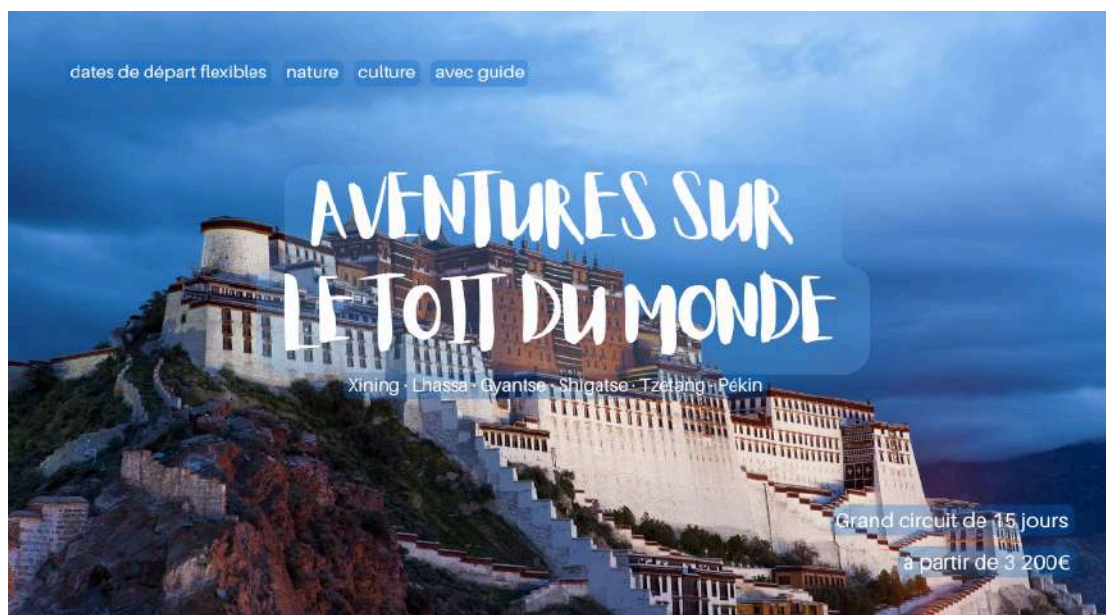 dates de départ flexibles nature culture avec guide
AVENTURES SUR
LE TOIT DU MONDE
Xining · Lhassa · Gyantse · Shigatse · Tzétang · Pékin
Grand circuit de 15 jours
à partir de 3 200€